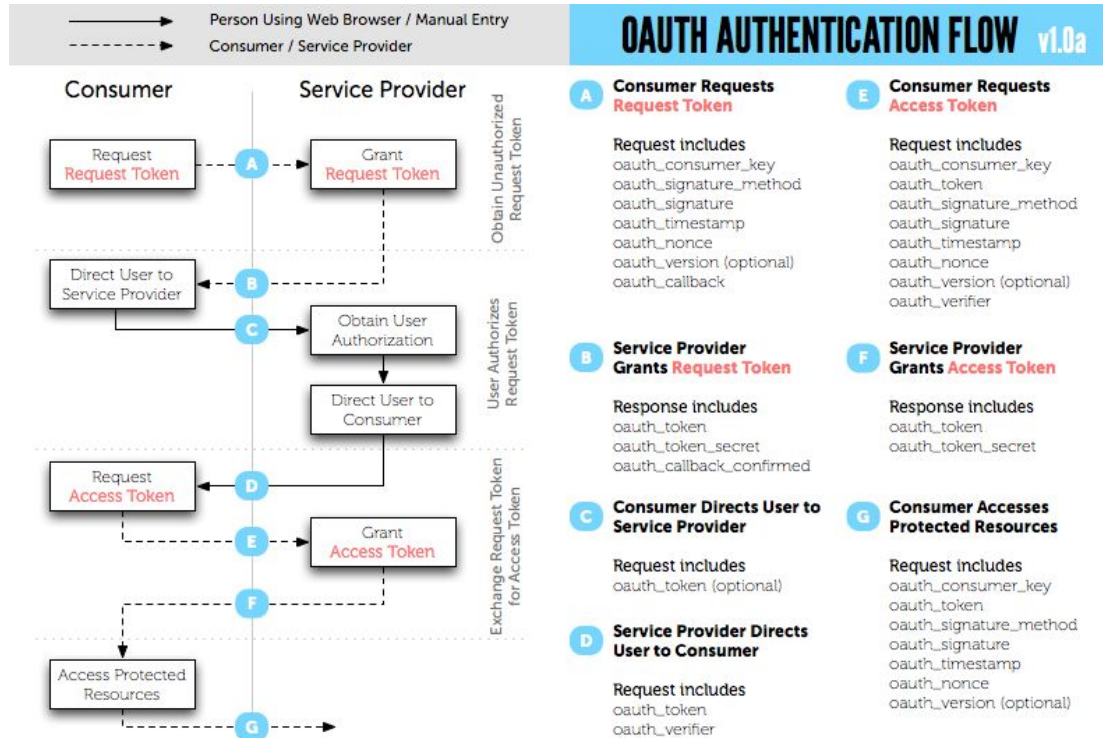 Person Using Web Browser / Manual Entry
Consumer / Service Provider
OAUTH AUTHENTICATION FLOW v1.0a
Consumer
Service Provider
Request
Request Token
A
Grant
Request Token
Obtain Unauthorized
Request Token
Direct User to
Service Provider
B
C
Obtain User
Authorization
Direct User to
Consumer
User Authorizes
Request Token
Request
Access Token
D
E
Grant
Access Token
F
Exchange Request Token
for Access Token
Access Protected
Resources
G
A
Consumer Requests
Request Token
Request includes
oauth_consumer_key
oauth_signature_method
oauth_signature
oauth_timestamp
oauth_nonce
oauth_version (optional)
oauth_callback
B
Service Provider
Grants Request Token
Response includes
oauth_token
oauth_token_secret
oauth_callback_confirmed
C
Consumer Directs User to
Service Provider
Request includes
oauth_token (optional)
D
Service Provider Directs
User to Consumer
Request includes
oauth_token
oauth_verifier
E
Consumer Requests
Access Token
Request includes
oauth_consumer_key
oauth_token
oauth_signature_method
oauth_signature
oauth_timestamp
oauth_nonce
oauth_version (optional)
oauth_verifier
F
Service Provider
Grants Access Token
Response includes
oauth_token
oauth_token_secret
G
Consumer Accesses
Protected Resources
Request includes
oauth_consumer_key
oauth_token
oauth_signature_method
oauth_signature
oauth_timestamp
oauth_nonce
oauth_version (optional)